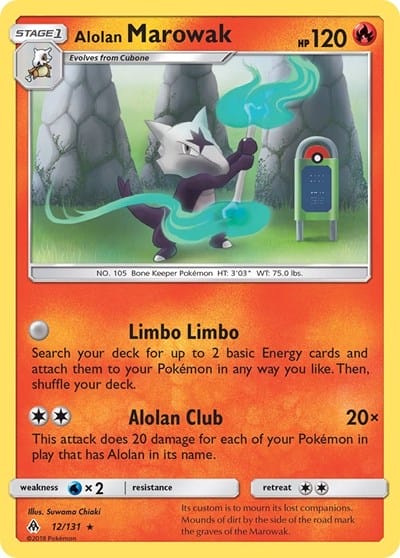 STAGE1
Alolan Marowak
HP120
Evolves from Cubone
NO. 105 Bone Keeper Pokémon HT: 3'03" WT: 75.0 lbs.
Limbo Limbo
Search your deck for up to 2 basic Energy cards and
attach them to your Pokémon in any way you like. Then,
shuffle your deck.
Alolan Club 20×
This attack does 20 damage for each of your Pokémon in
play that has Alolan in its name.
weakness ×2 resistance retreat
Illus. Suwama Chiaki
12/131 ★
©2018 Pokémon
Its custom is to mourn its lost companions.
Mounds of dirt by the side of the road mark
the graves of the Marowak.